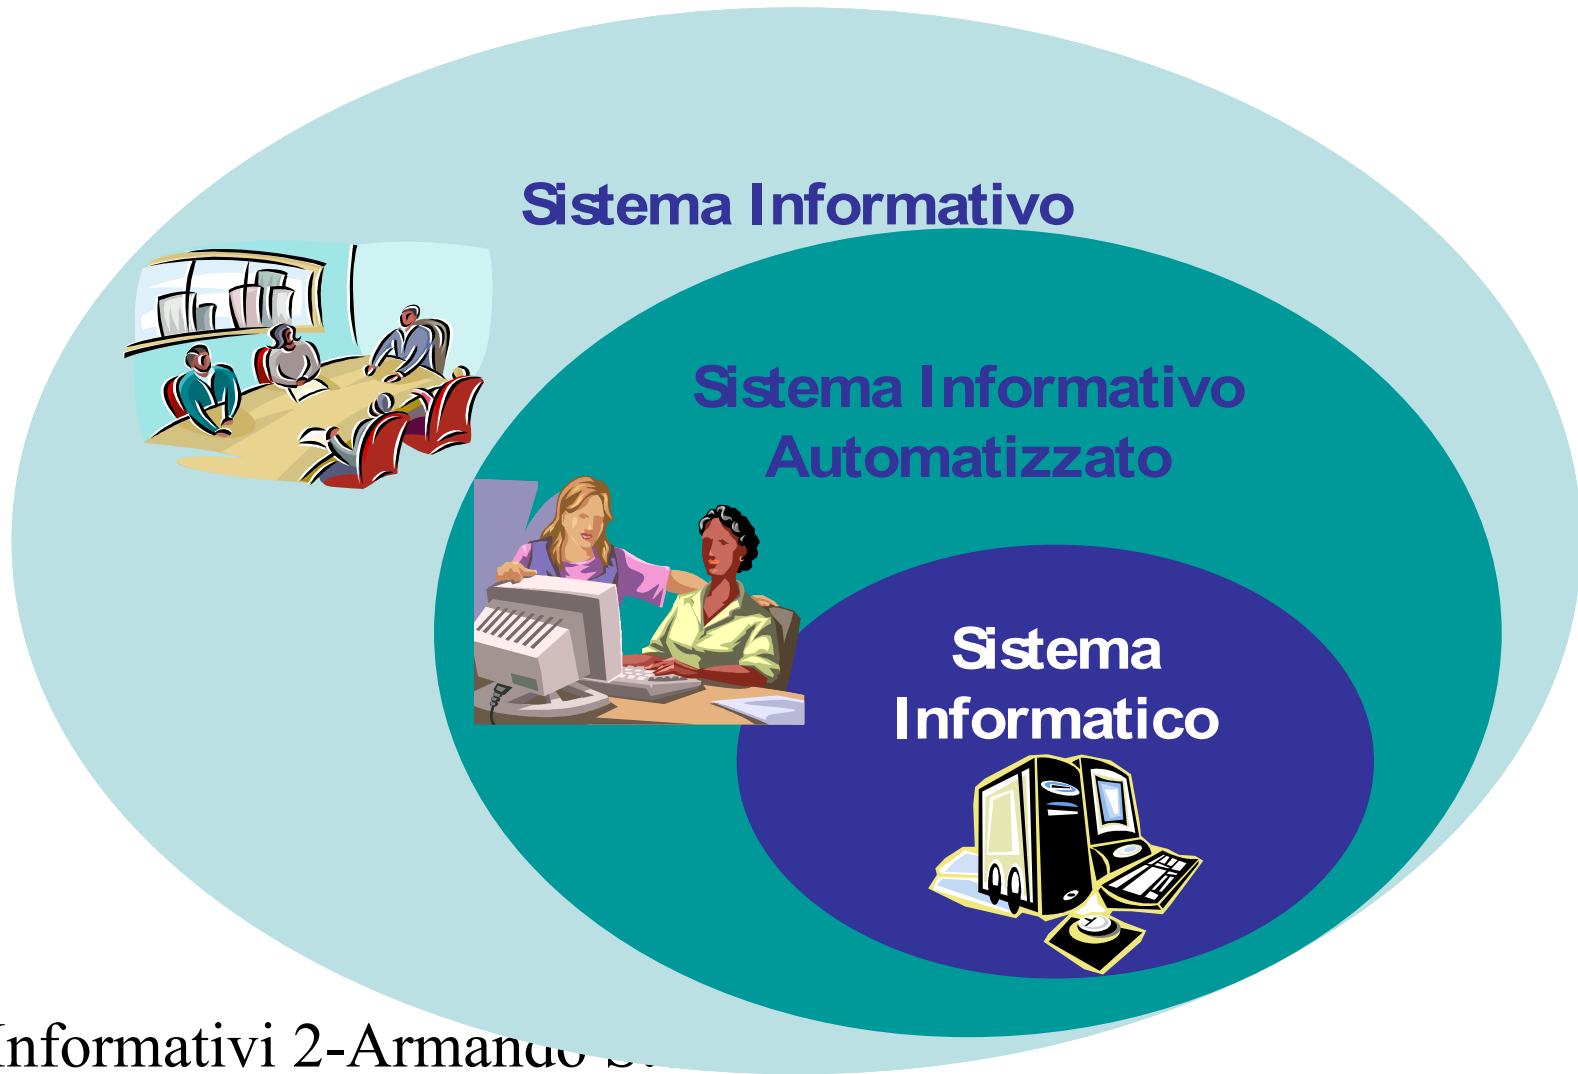 Sistema Informativo
Sistema Informativo
Automatizzato
Sistema
Informatico
Informativi 2-Armando